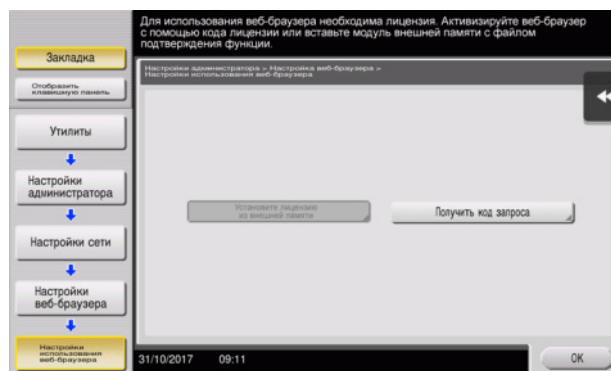 Для использования веб-браузера необходима лицензия. Активизируйте веб-браузер
с помощью кода лицензии или вставьте модуль внешней памяти с файлом
подтверждения функции.
Закладка
Отобразить
клавишную панель
Настройки администратора > Настройка веб-браузера >
Настройки использования веб-браузера
Утилиты
Настройки
администратора
Установите лицензию
из внешней памяти
Получить код запроса
Настройки сети
Настройки
веб-браузера
Настройки
использования
веб-браузера
31/10/2017 09:11
OK